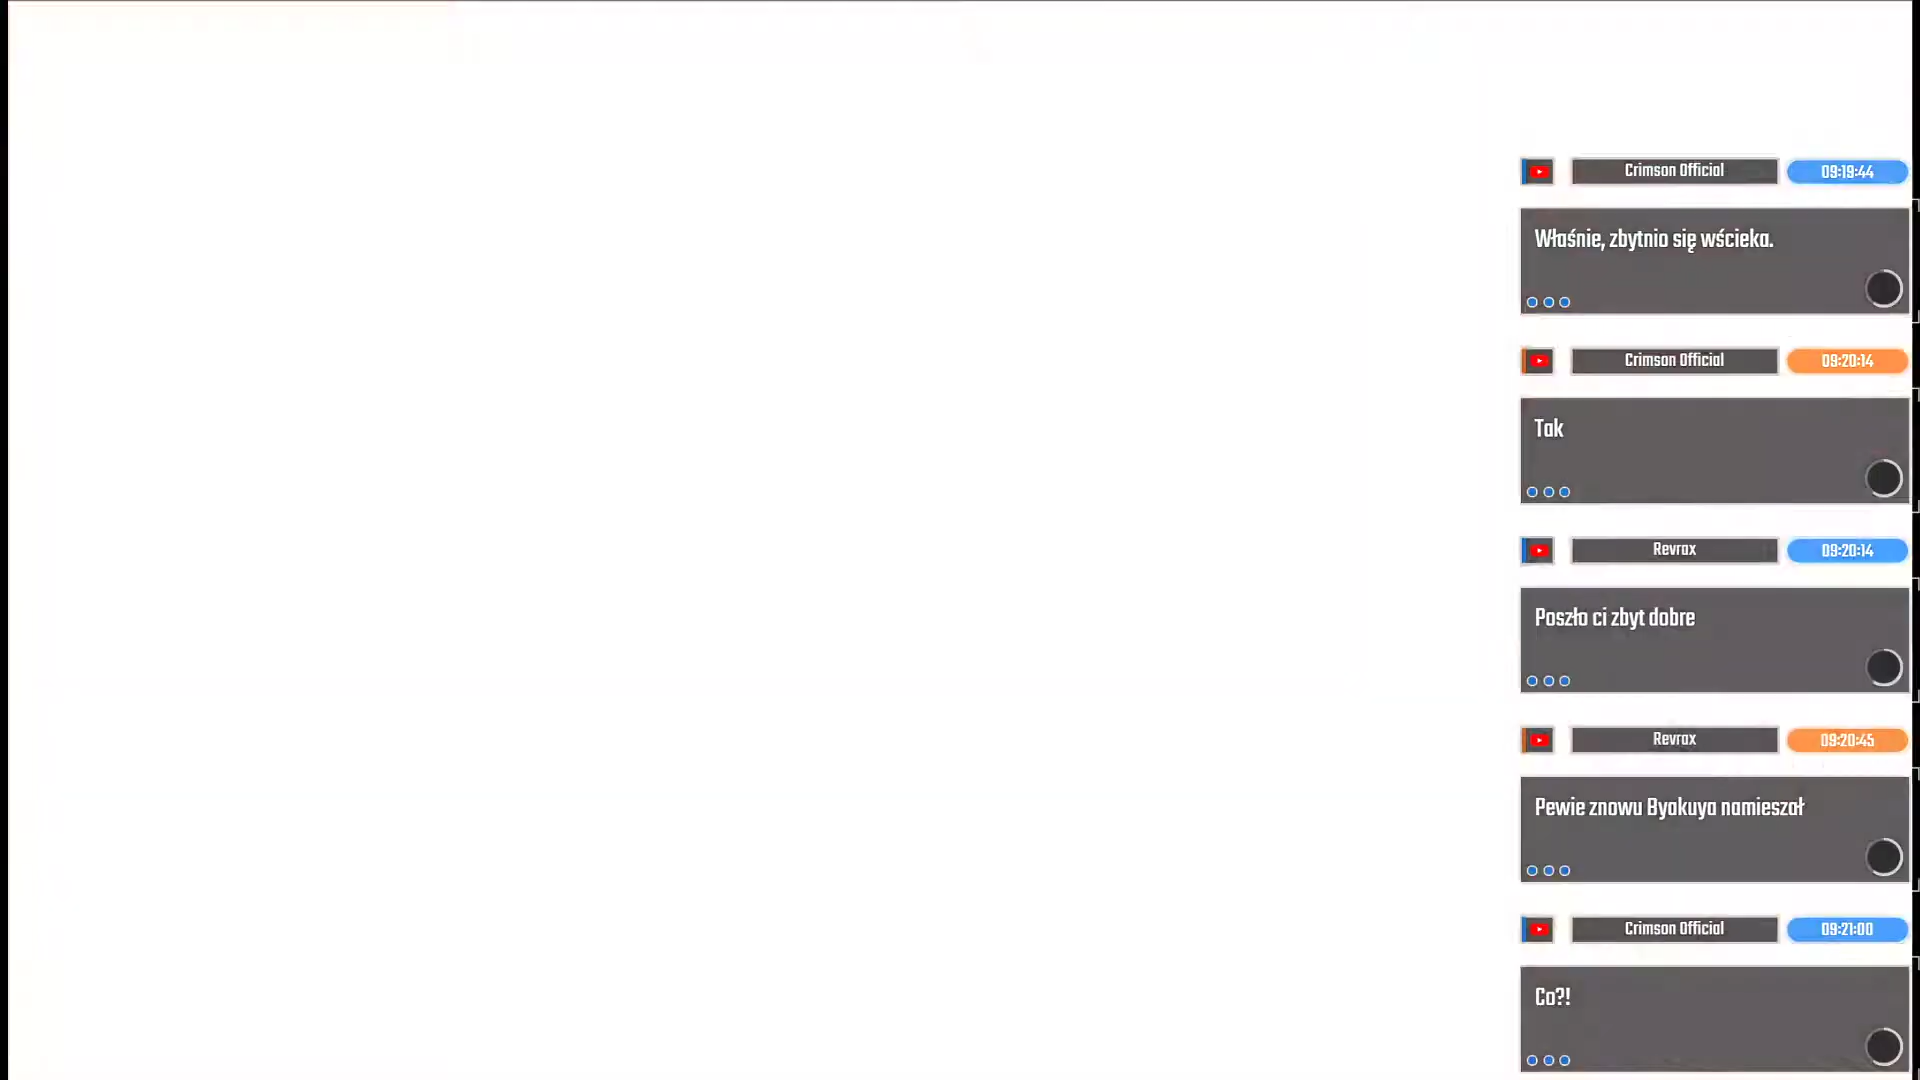 Crimson Official 09:19:44
Właśnie, zbytnio się wścieka.
Crimson Official 09:20:14
Tak
Revrax 09:20:14
Poszło ci zbyt dobre
Revrax 09:20:45
Pewie znowu Byakuya namieszał
Crimson Official 09:21:00
Co?!